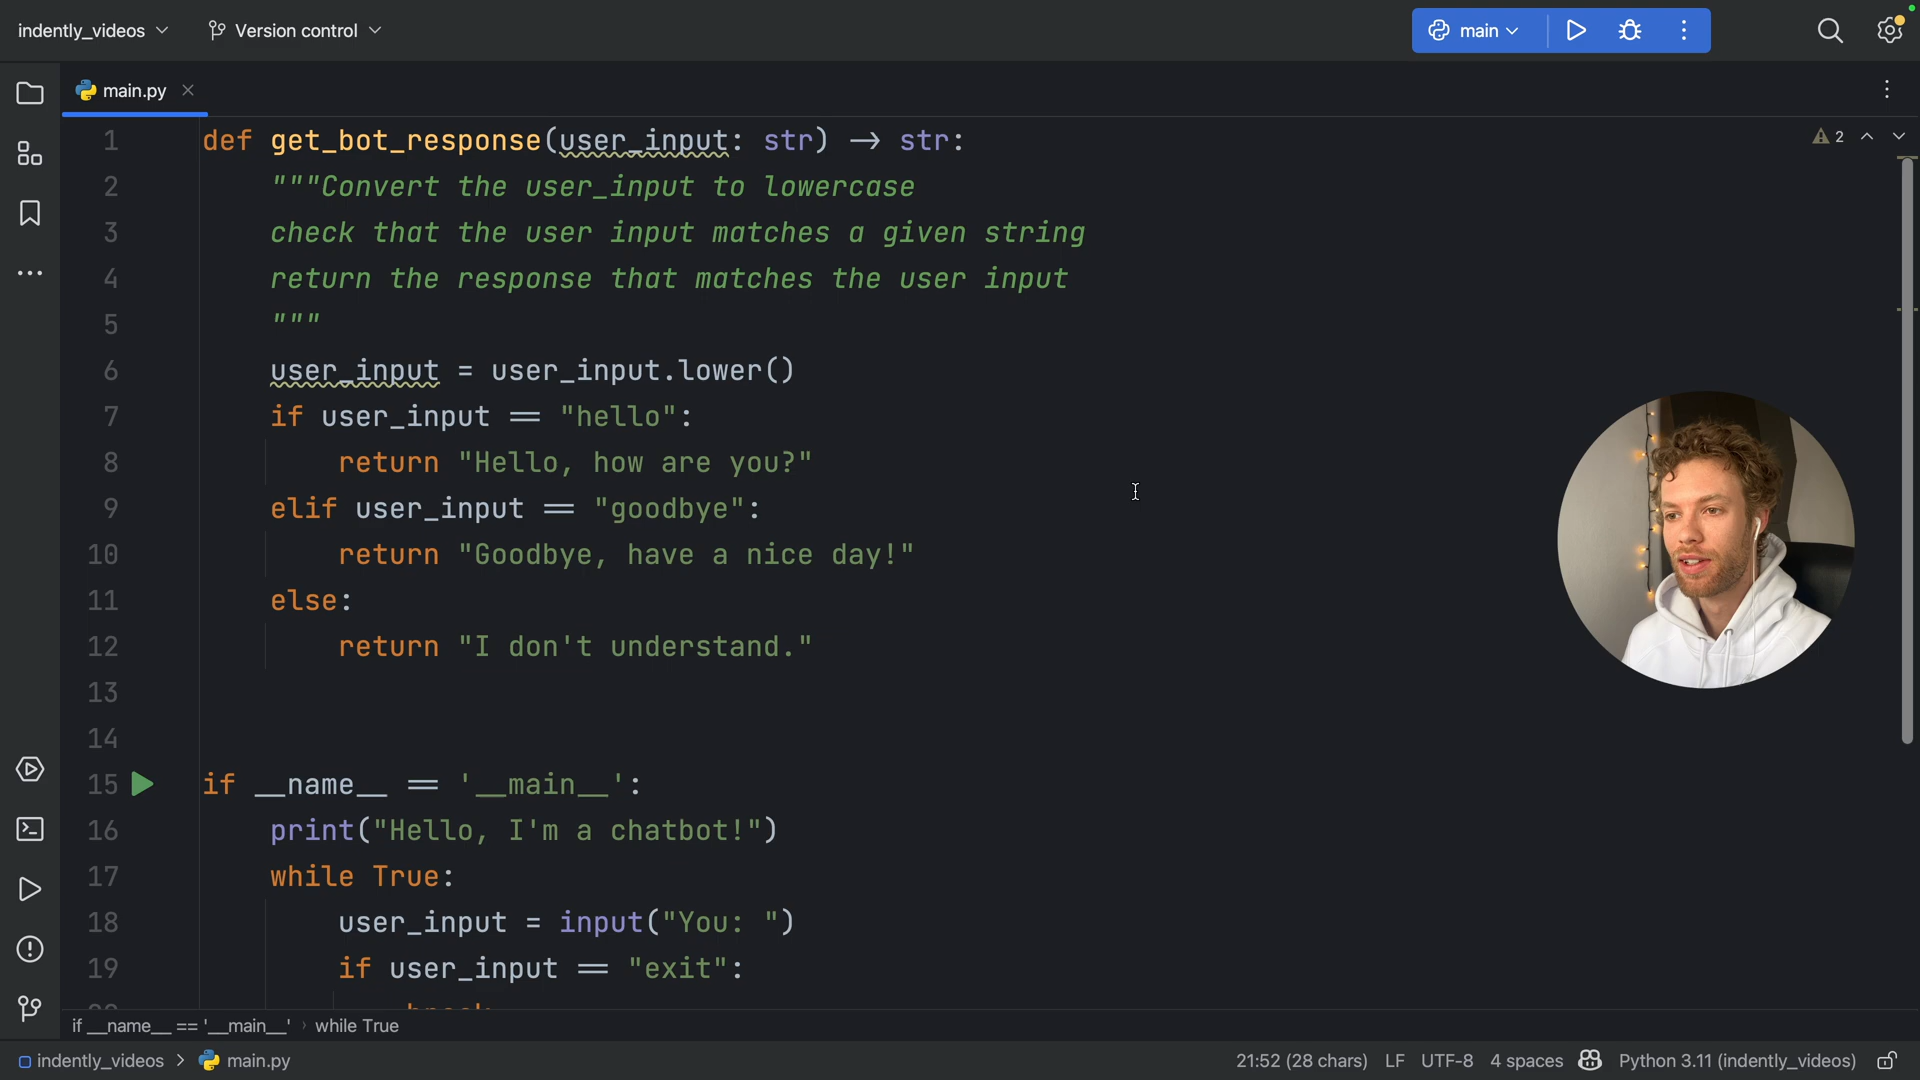 indently_videos
Version control
main
main.py
1 def get_bot_response(user_input: str) → str:
2 """Convert the user_input to lowercase
3 check that the user input matches a given string
4 return the response that matches the user input
5 """
6 user_input = user_input.lower()
7 if user_input == "hello":
8 return "Hello, how are you?"
9 elif user_input == "goodbye":
10 return "Goodbye, have a nice day!"
11 else:
12 return "I don't understand."
13
14
15 if __name__ == '__main__':
16 print("Hello, I'm a chatbot!")
17 while True:
18 user_input = input("You: ")
19 if user_input == "exit":
2
if __name__ == '__main__' › while True
indently_videos > main.py
21:52 (28 chars) LF UTF-8 4 spaces Python 3.11 (indently_videos)